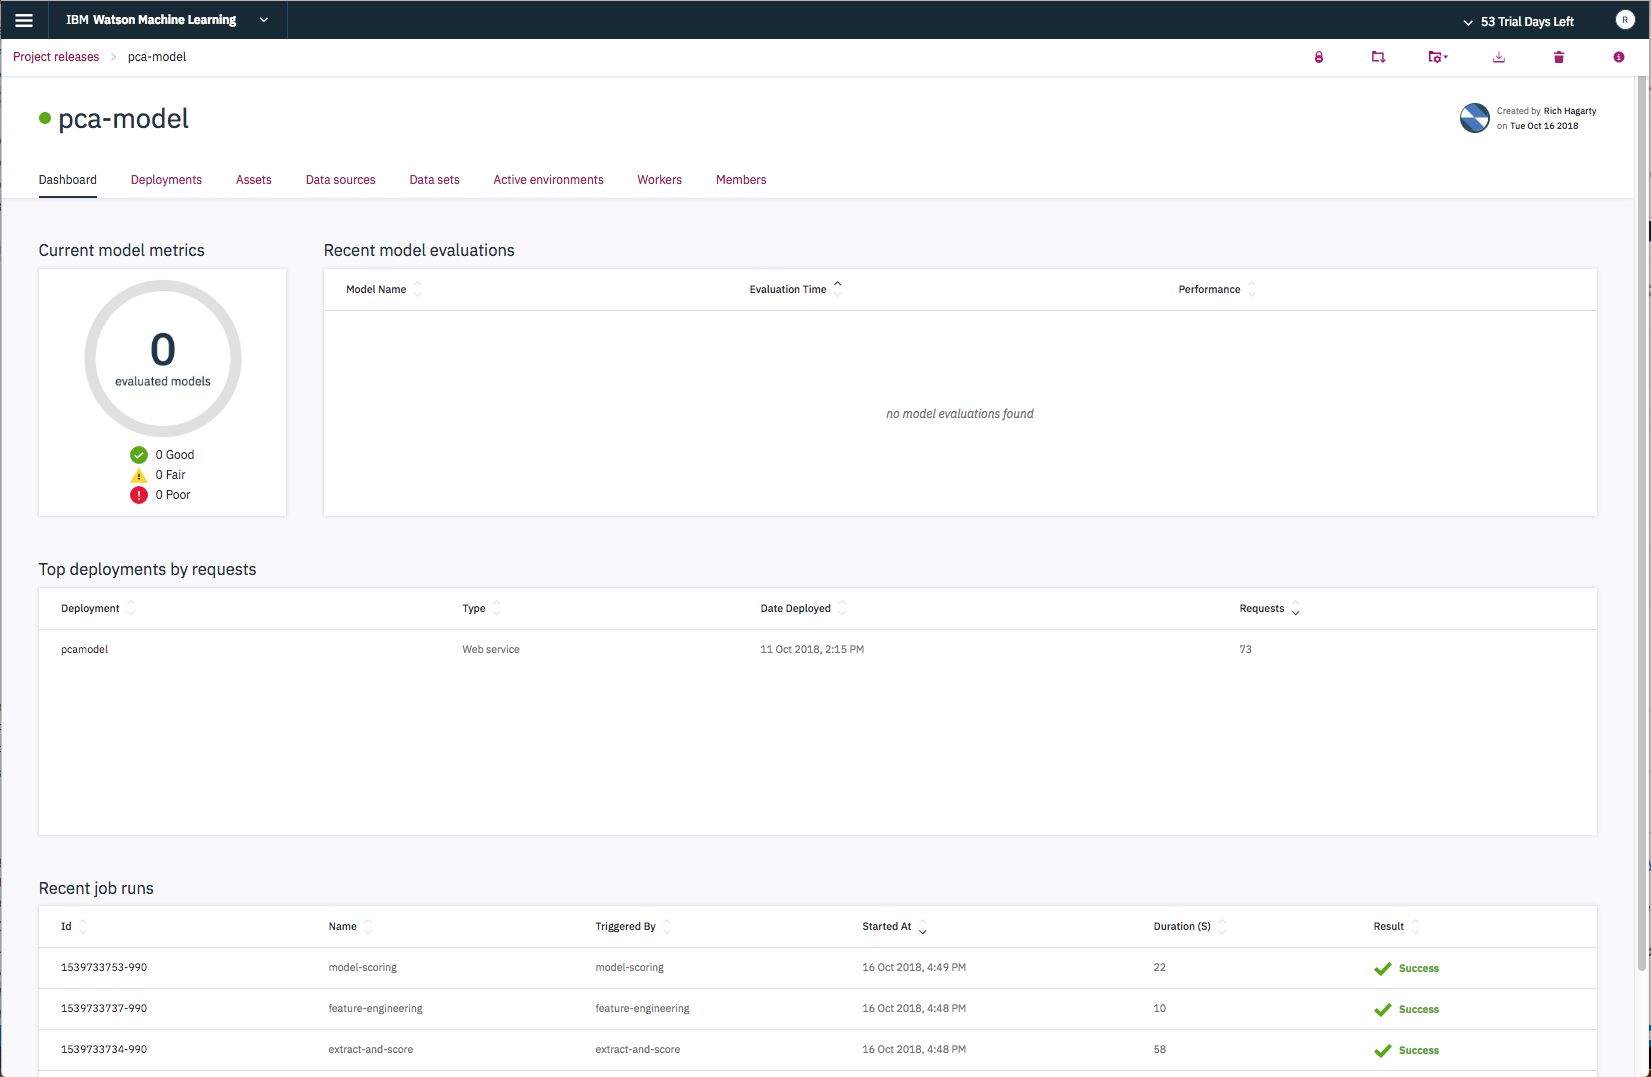 IBM Watson Machine Learning
53 Trial Days Left
R
Project releases > pca-model
pca-model
Created by Rich Hagarty
on Tue Oct 16 2018
Dashboard Deployments Assets Data sources Data sets Active environments Workers Members
Current model metrics
0
evaluated models
0 Good
0 Fair
0 Poor
Recent model evaluations
Model Name Evaluation Time Performance
no model evaluations found
Top deployments by requests
Deployment Type Date Deployed Requests
pcamodel Web service 11 Oct 2018, 2:15 PM 73
Recent job runs
Id Name Triggered By Started At Duration (S) Result
1539733753-990 model-scoring model-scoring 16 Oct 2018, 4:49 PM 22 Success
1539733737-990 feature-engineering feature-engineering 16 Oct 2018, 4:48 PM 10 Success
1539733734-990 extract-and-score extract-and-score 16 Oct 2018, 4:48 PM 58 Success